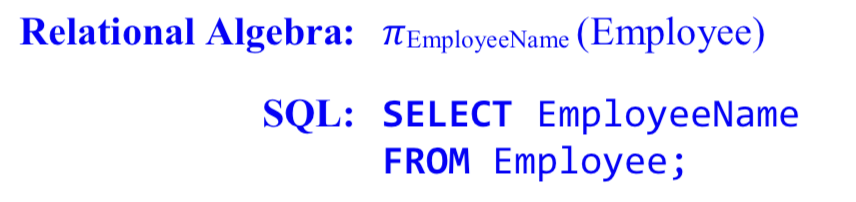 Relational Algebra: πEmployeeName (Employee)
SQL: SELECT EmployeeName
FROM Employee;